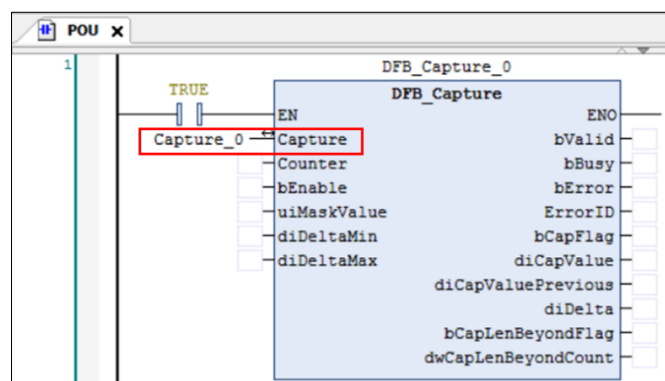 POU
1
DFB_Capture_0
TRUE
DFB_Capture
EN ENO
Capture_0 Capture bValid
Counter bBusy
bEnable bError
uiMaskValue ErrorID
diDeltaMin bCapFlag
diDeltaMax diCapValue
diCapValuePrevious
diDelta
bCapLenBeyondFlag
dwCapLenBeyondCount